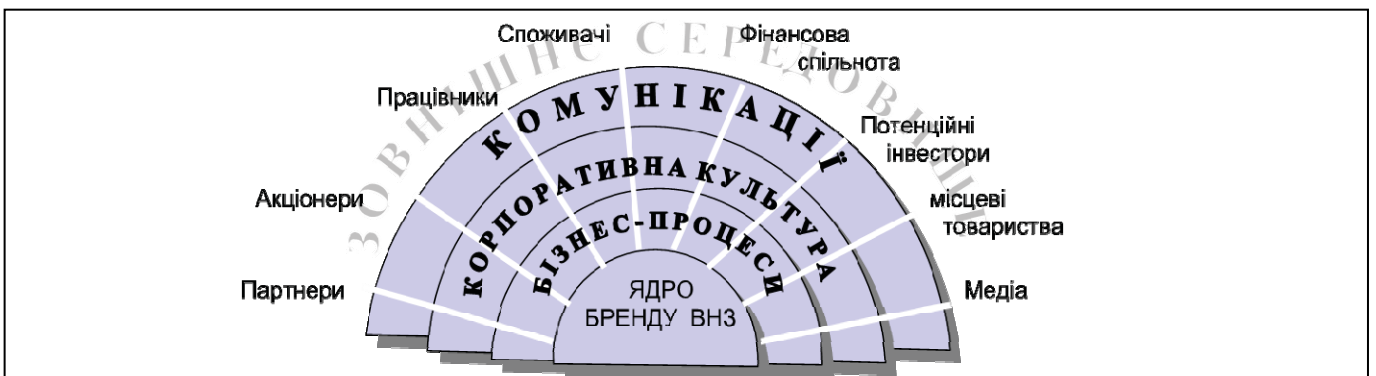 Споживачі
Фінансова
спільнота
ЗОВНІШНЄ СЕРЕДОВИЩЕ
Працівники
КОМУНІКАЦІЇ
Потенційні
інвестори
КОРПОРАТИВНА КУЛЬТУРА
Акціонери
місцеві
товариства
БІЗНЕС-ПРОЦЕСИ
Партнери
ЯДРО
БРЕНДУ ВНЗ
Медіа